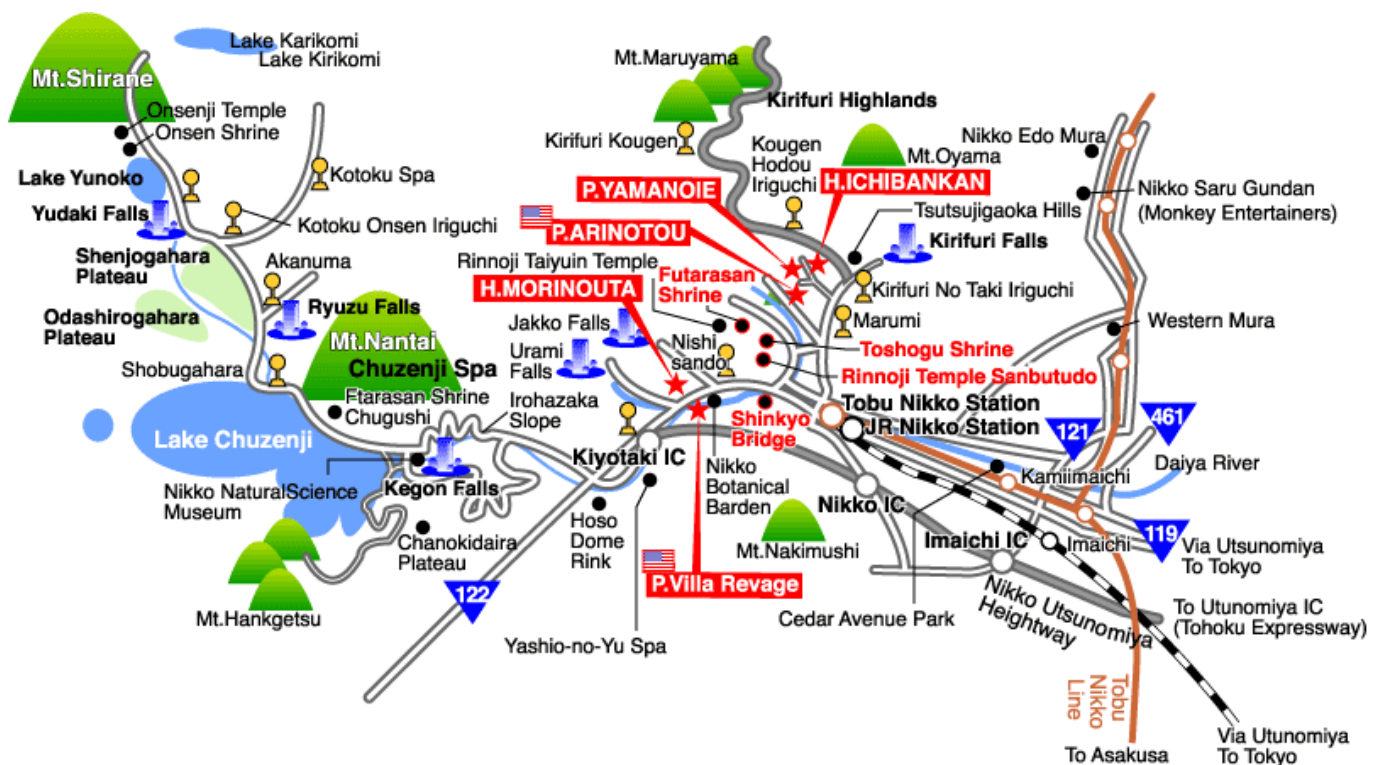 Lake Karikomi
Lake Kirikomi
Mt.Shirane
Onsenji Temple
Onsen Shrine
Lake Yunoko
Yudaki Falls
Kotoku Spa
Kotoku Onsen Iriguchi
Shenjogahara
Plateau
Akanuma
Odashirogahara
Plateau
Ryuzu Falls
Mt.Nantai
Shobugahara
Chuzenji Spa
Ftarasan Shrine
Chugushi
Irohazaka
Slope
Lake Chuzenji
Nikko NaturalScience
Museum
Kegon Falls
Chanokidaira
Plateau
Mt.Hankgetsu
122
Mt.Maruyama
Kirifuri Highlands
Kirifuri Kougen
Kougen
Hodou
Iriguchi
Mt.Oyama
P.YAMANOIE
H.ICHIBANKAN
P.ARINOTOU
Tsutsujigaoka Hills
Kirifuri Falls
Rinnoji Taiyuin Temple
Futarasan
Shrine
H.MORINOUTA
Kirifuri No Taki Iriguchi
Marumi
Jakko Falls
Urami
Falls
Nishi
sando
Toshogu Shrine
Rinnoji Temple Sanbutudo
Shinkyo
Bridge
Tobu Nikko Station
JR Nikko Station
Kiyotaki IC
Nikko
Botanical
Barden
Hoso
Dome
Rink
Yashio-no-Yu Spa
P.Villa Revage
Mt.Nakimushi
Nikko IC
Imaichi IC
Cedar Avenue Park
Nikko Utsunomiya
Heightway
Nikko Edo Mura
Nikko Saru Gundan
(Monkey Entertainers)
Western Mura
121
461
Kamiimaichi
Daiya River
Imaichi
119
Via Utsunomiya
To Tokyo
To Utunomiya IC
(Tohoku Expressway)
Tobu
Nikko
Line
To Asakusa
Via Utunomiya
To Tokyo